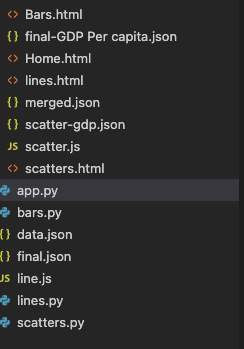 <> Bars.html
{} final-GDP Per capita.json
<> Home.html
<> lines.html
{} merged.json
{} scatter-gdp.json
JS scatter.js
<> scatters.html
app.py
bars.py
{} data.json
{} final.json
JS line.js
lines.py
scatters.py